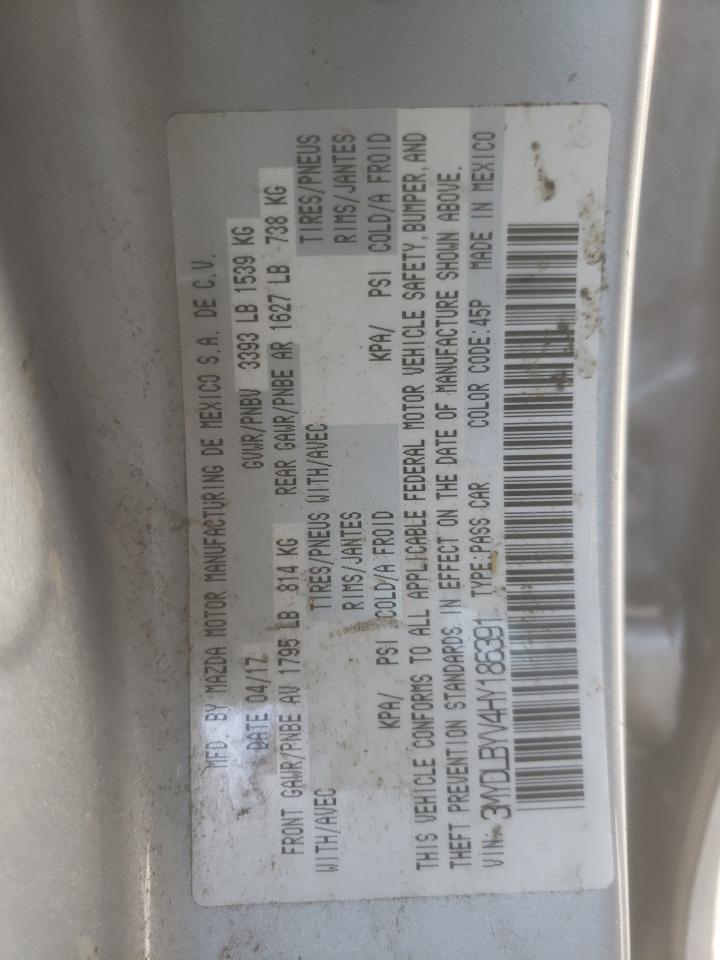 MFD. BY MAZDA MOTOR MANUFACTURING DE MEXICO S.A. DE C.V.
DATE 04/17 GVWR/PNBV 3393 LB 1539 KG
FRONT GAWR/PNBE AV 1795 LB 814 KG REAR GAWR/PNBE AR 1627 LB 738 KG
WITH/AVEC TIRES/PNEUS WITH/AVEC TIRES/PNEUS
RIMS/JANTES RIMS/JANTES
KPA/ PSI COLD/A FROID KPA/ PSI COLD/A FROID
THIS VEHICLE CONFORMS TO ALL APPLICABLE FEDERAL MOTOR VEHICLE SAFETY, BUMPER, AND
THEFT PREVENTION STANDARDS IN EFFECT ON THE DATE OF MANUFACTURE SHOWN ABOVE.
VIN: 3MYDLBYV4HY186391 TYPE:PASS CAR COLOR CODE:45P MADE IN MEXICO